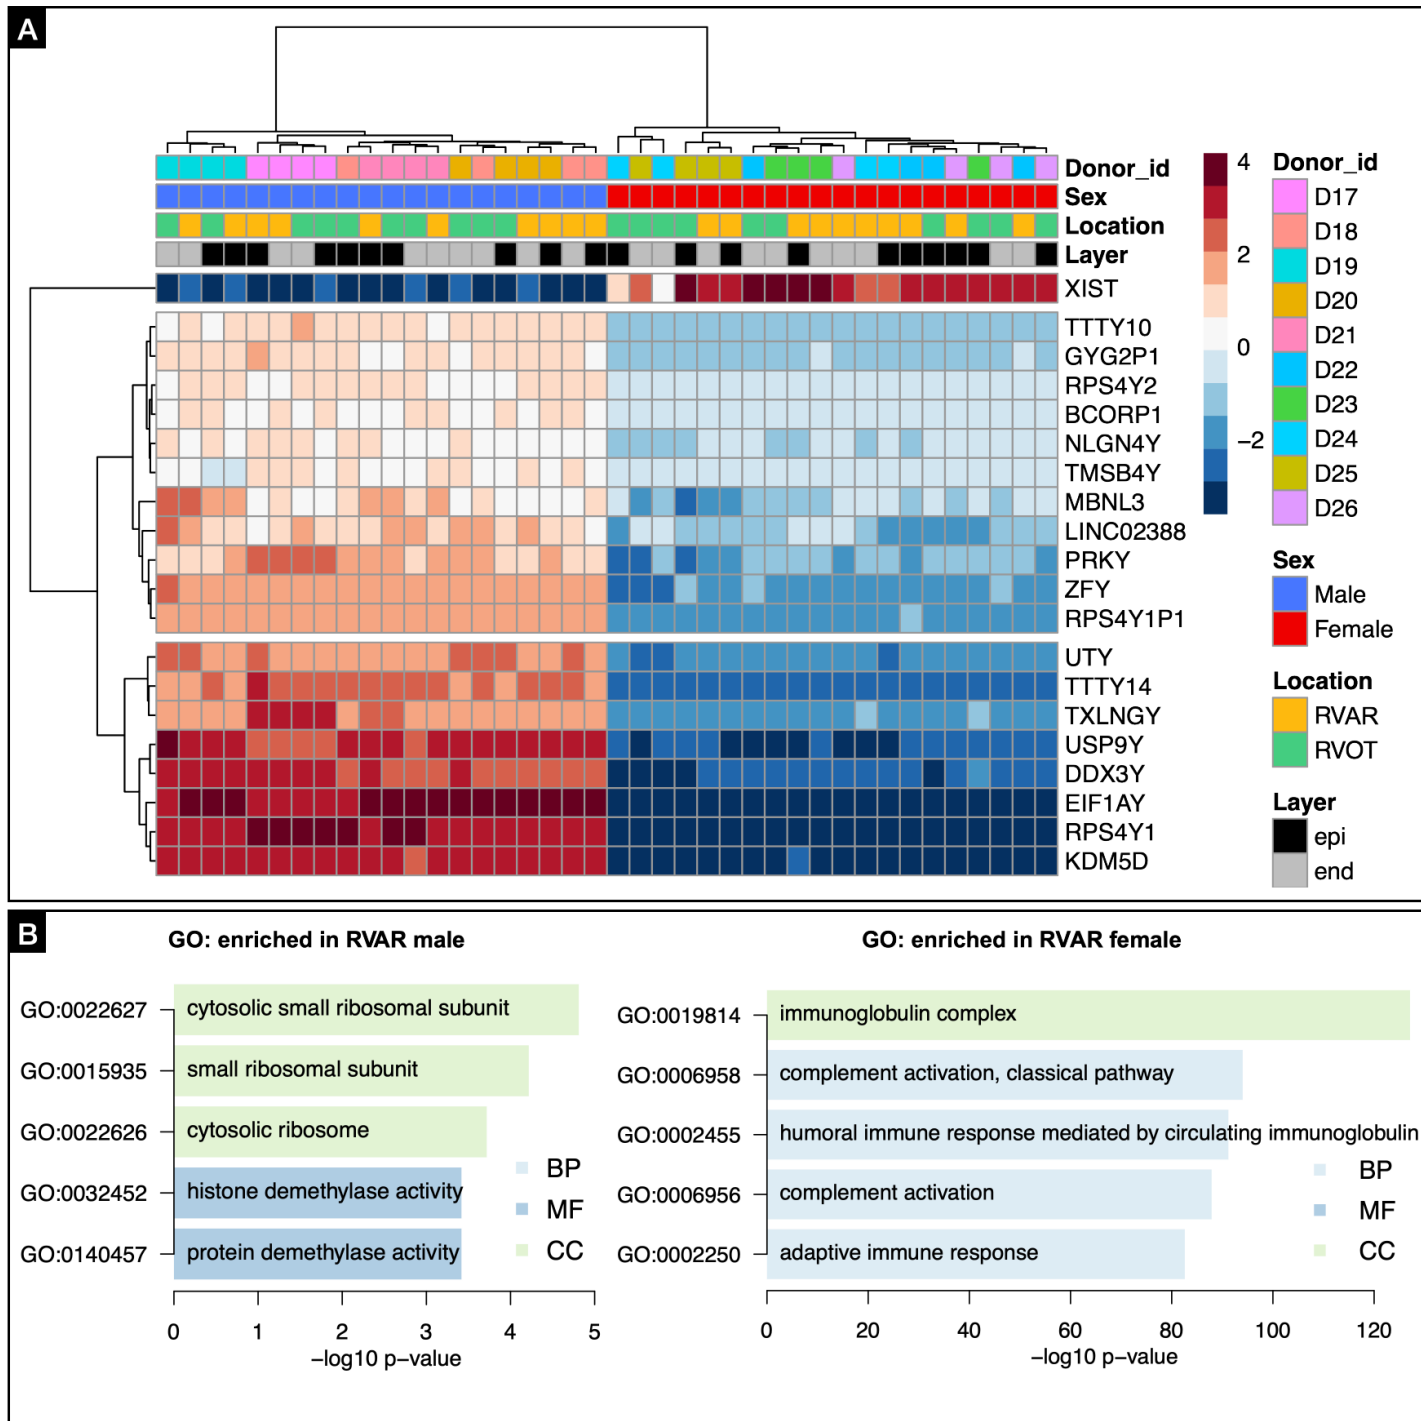 A
Donor_id
Sex
Location
Layer
XIST
TTTY10
GYG2P1
RPS4Y2
BCORP1
NLGN4Y
TMSB4Y
MBNL3
LINC02388
PRKY
ZFY
RPS4Y1P1
UTY
TTTY14
TXLNGY
USP9Y
DDX3Y
EIF1AY
RPS4Y1
KDM5D
4
2
0
−2
Donor_id
D17
D18
D19
D20
D21
D22
D23
D24
D25
D26
Sex
Male
Female
Location
RVAR
RVOT
Layer
epi
end
B
GO: enriched in RVAR male
GO:0022627 cytosolic small ribosomal subunit
GO:0015935 small ribosomal subunit
GO:0022626 cytosolic ribosome
GO:0032452 histone demethylase activity
GO:0140457 protein demethylase activity
BP
MF
CC
0 1 2 3 4 5
−log10 p−value
GO: enriched in RVAR female
GO:0019814 immunoglobulin complex
GO:0006958 complement activation, classical pathway
GO:0002455 humoral immune response mediated by circulating immunoglobulin
GO:0006956 complement activation
GO:0002250 adaptive immune response
BP
MF
CC
0 20 40 60 80 100 120
−log10 p−value